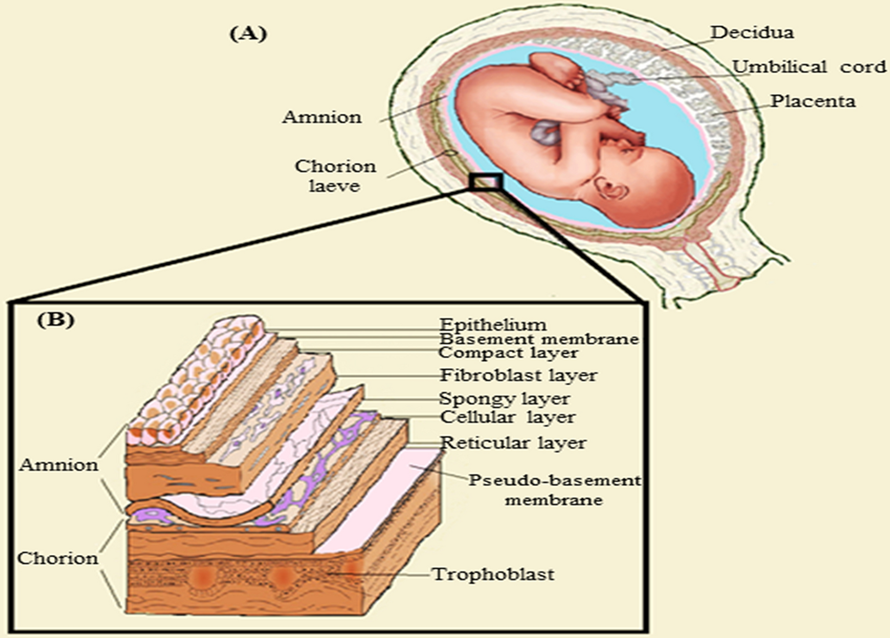 (A)
Decidua
Umbilical cord
Placenta
Amnion
Chorion
laeve
(B)
Epithelium
Basement membrane
Compact layer
Fibroblast layer
Spongy layer
Cellular layer
Reticular layer
Pseudo-basement
membrane
Amnion
Chorion
Trophoblast